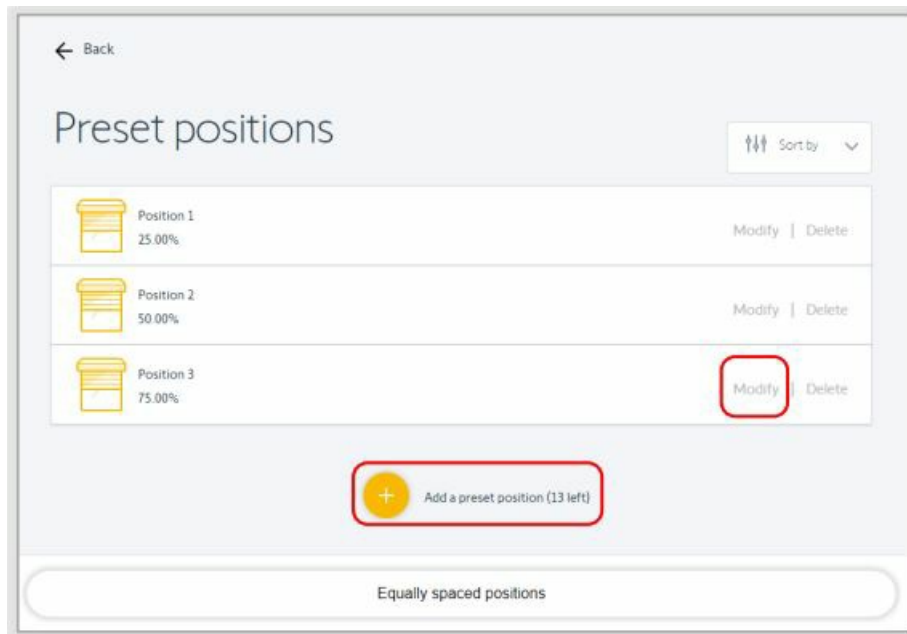 Back
Preset positions
Sort by
Position 1
25.00%
Modify | Delete
Position 2
50.00%
Modify | Delete
Position 3
75.00%
Modify | Delete
Add a preset position (13 left)
Equally spaced positions